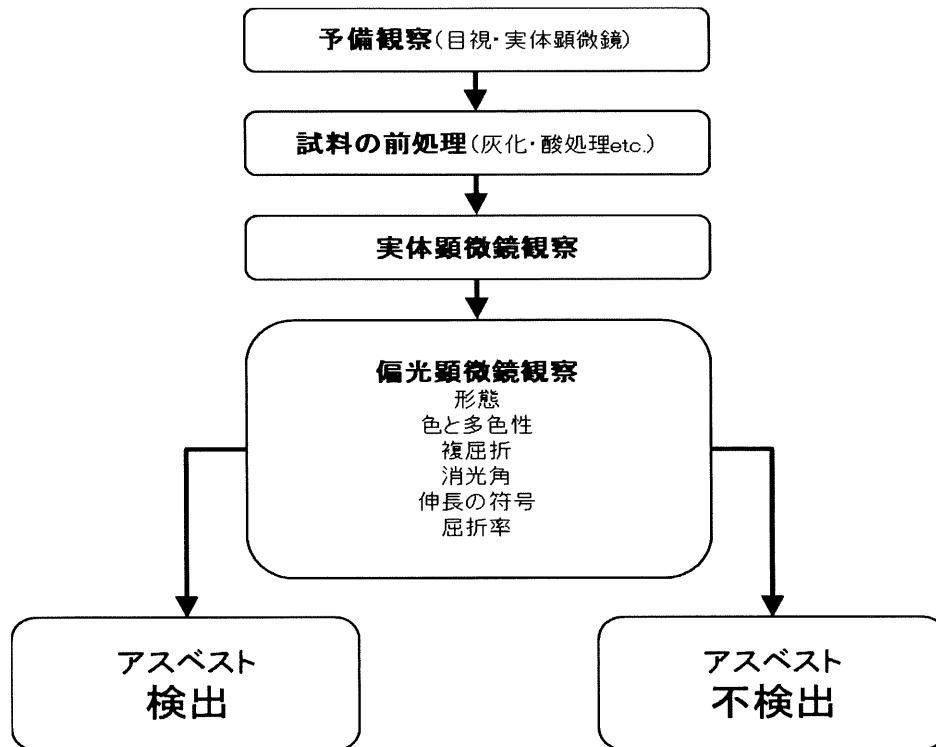 予備観察(目視・実体顕微鏡)
試料の前処理(灰化・酸処理etc.)
実体顕微鏡観察
偏光顕微鏡観察
形態
色と多色性
複屈折
消光角
伸長の符号
屈折率
アスベスト
検出
アスベスト
不検出